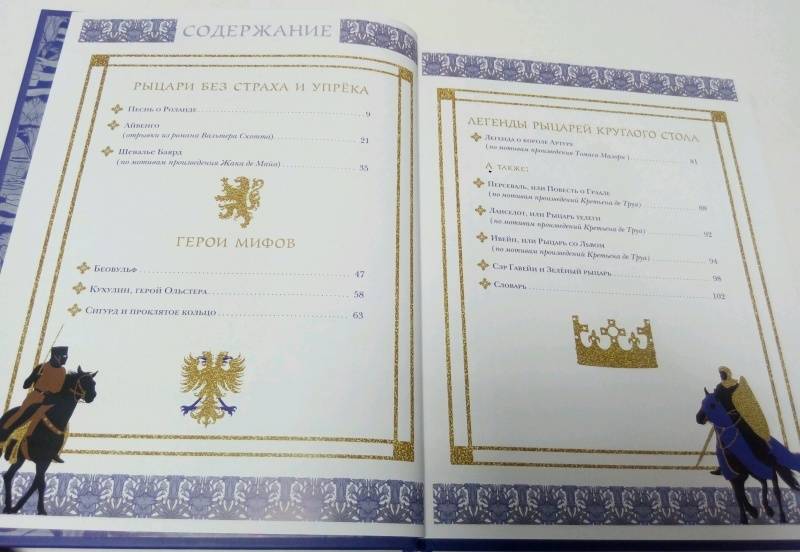 СОДЕРЖАНИЕ
РЫЦАРИ БЕЗ СТРАХА И УПРЁКА
Песнь о Роланде 9
Айвенго
(отрывки из романа Вальтера Скотта) 21
Шевалье Баярд
(по мотивам произведения Жака де Майа) 35
ГЕРОИ МИФОВ
Беовульф 47
Кухулин, герой Ольстера 58
Сигурд и проклятое кольцо 63
ЛЕГЕНДЫ РЫЦАРЕЙ КРУГЛОГО СТОЛА
Легенда о короле Артуре
(по мотивам произведения Томаса Мэлори) 81
А также:
Персеваль, или Повесть о Граале
(по мотивам произведений Кретьена де Труа) 88
Ланселот, или Рыцарь телеги
(по мотивам произведений Кретьена де Труа) 92
Ивейн, или Рыцарь со Львом
(по мотивам произведений Кретьена де Труа) 94
Сэр Гавейн и Зелёный рыцарь 98
Словарь 102